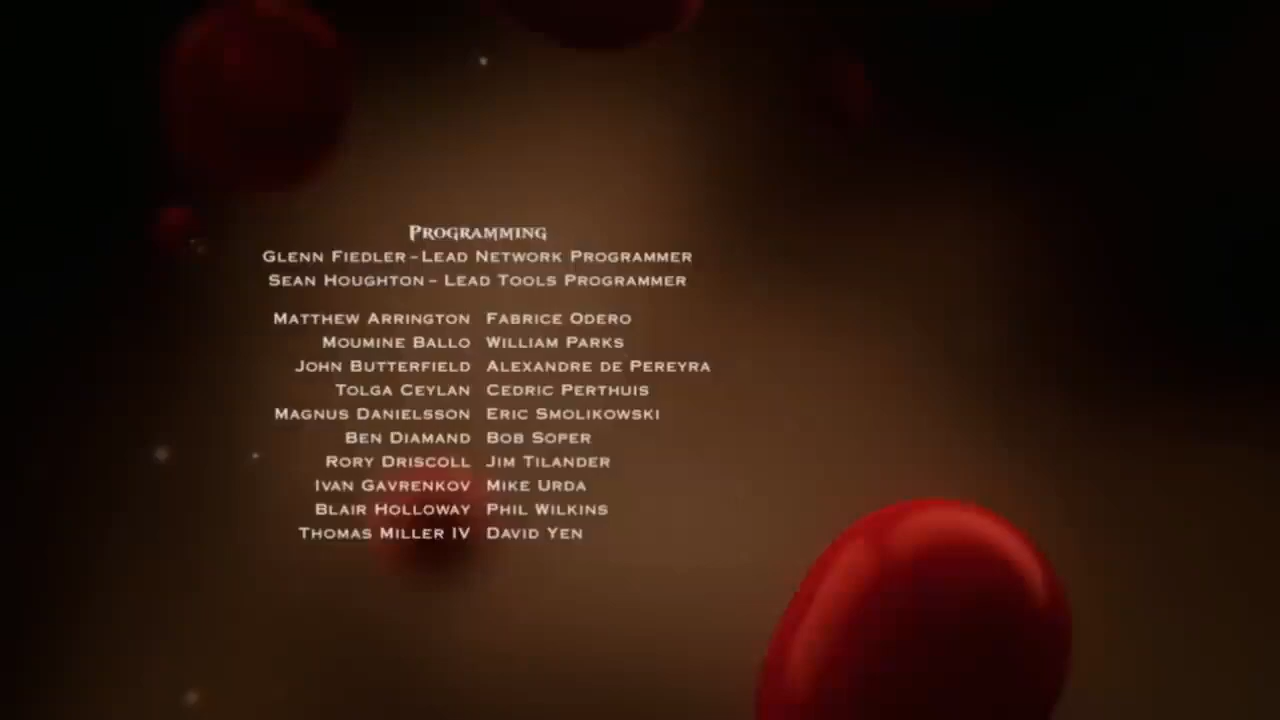 PROGRAMMING
GLENN FIEDLER - LEAD NETWORK PROGRAMMER
SEAN HOUGHTON - LEAD TOOLS PROGRAMMER
MATTHEW ARRINGTON FABRICE ODERO
MOUMINE BALLO WILLIAM PARKS
JOHN BUTTERFIELD ALEXANDRE DE PEREYRA
TOLGA CEYLAN CEDRIC PERTHUIS
MAGNUS DANIELSSON ERIC SMOLIKOWSKI
BEN DIAMAND BOB SOPER
RORY DRISCOLL JIM TILANDER
IVAN GAVRENKOV MIKE URDA
BLAIR HOLLOWAY PHIL WILKINS
THOMAS MILLER IV DAVID YEN